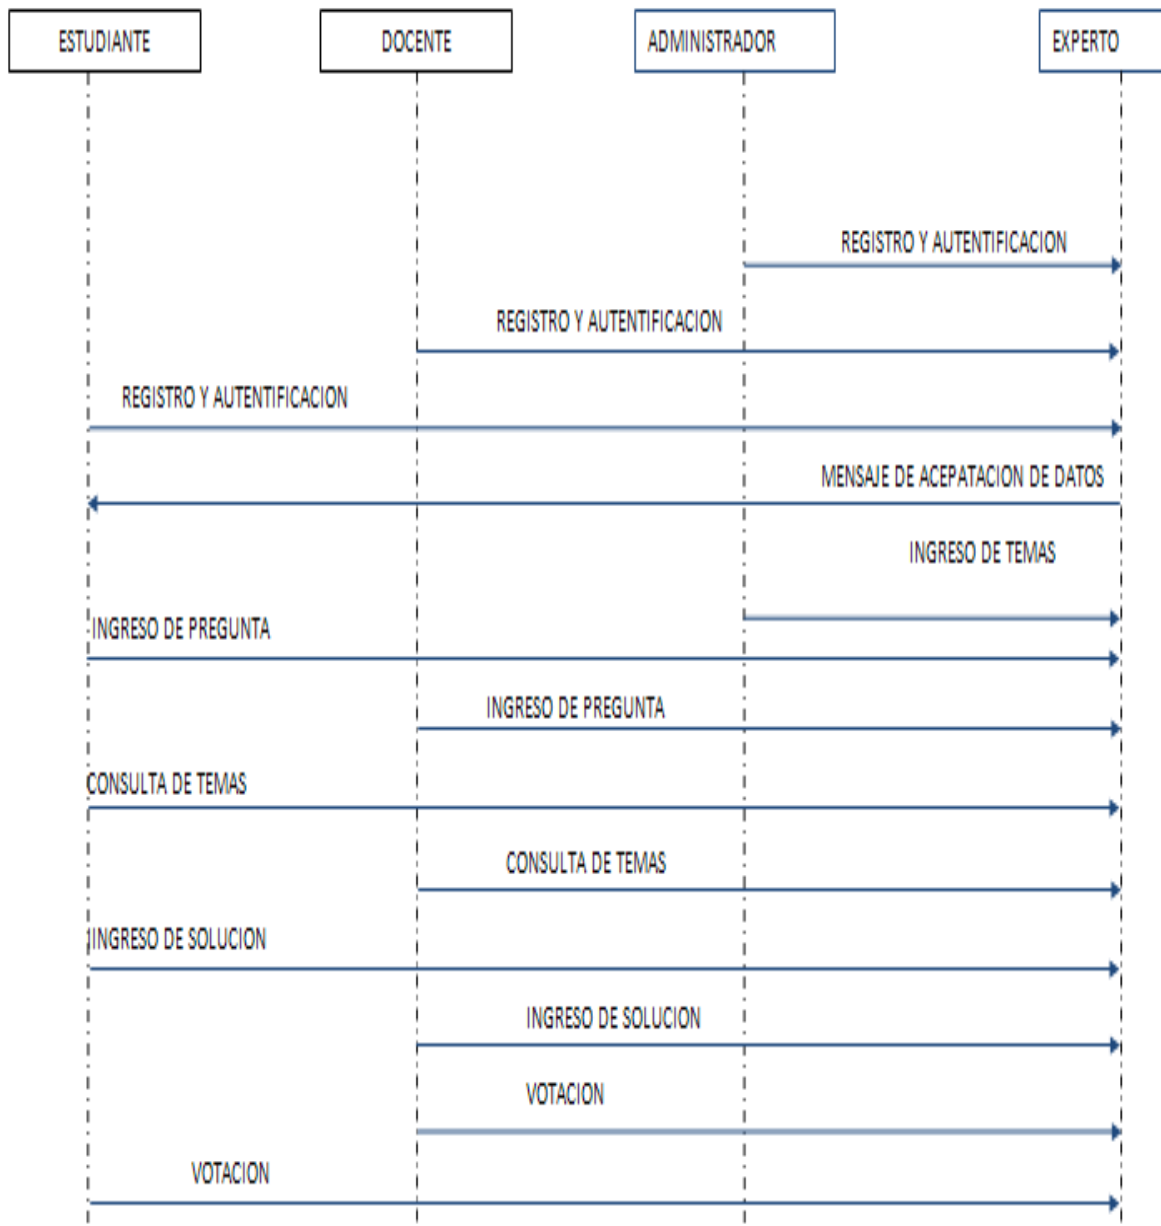 ESTUDIANTE
DOCENTE
ADMINISTRADOR
EXPERTO
REGISTRO Y AUTENTIFICACION
REGISTRO Y AUTENTIFICACION
REGISTRO Y AUTENTIFICACION
MENSAJE DE ACEPATACION DE DATOS
INGRESO DE TEMAS
INGRESO DE PREGUNTA
INGRESO DE PREGUNTA
CONSULTA DE TEMAS
CONSULTA DE TEMAS
INGRESO DE SOLUCION
INGRESO DE SOLUCION
VOTACION
VOTACION